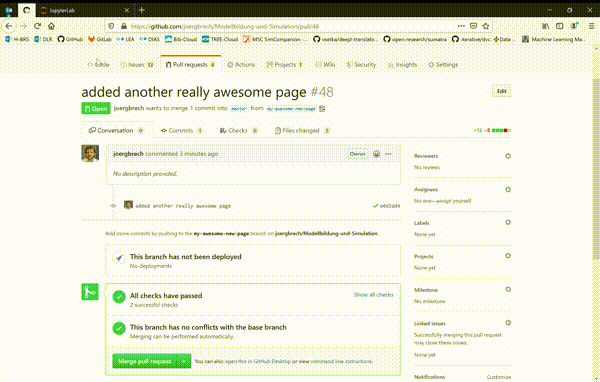 JupyterLab
https://github.com/joergbrech/Modellbildung-und-Simulation/pull/48
H-BRS DLR GitHub GitLab LEA DIAS Bib-Cloud TREE-Cloud MSC SimCompanion - ... vsetka/deepl-translato... open-research/sumatra iterative/dvc: Data ... Machine Learning Ma...
Code Issues 13 Pull requests 4 Actions Projects 1 Wiki Security Insights Settings
added another really awesome page #48
Edit
Open joergbrech wants to merge 1 commit into master from my-awesome-new-page
Conversation 0 Commits 1 Checks 0 Files changed 2
joergbrech commented 3 minutes ago Owner
No description provided.
added another really awesome page
Add more commits by pushing to the my-awesome-new-page branch on joergbrech/Modellbildung-und-Simulation.
This branch has not been deployed
No deployments
All checks have passed
Show all checks
2 successful checks
This branch has no conflicts with the base branch
Merging can be performed automatically.
Merge pull request
You can also open this in GitHub Desktop or view command line instructions.
Reviewers
No reviews
Assignees
No one—assign yourself
Labels
None yet
Projects
None yet
Milestone
No milestone
Linked issues
Successfully merging this pull request may close these issues.
None yet
Notifications Customize